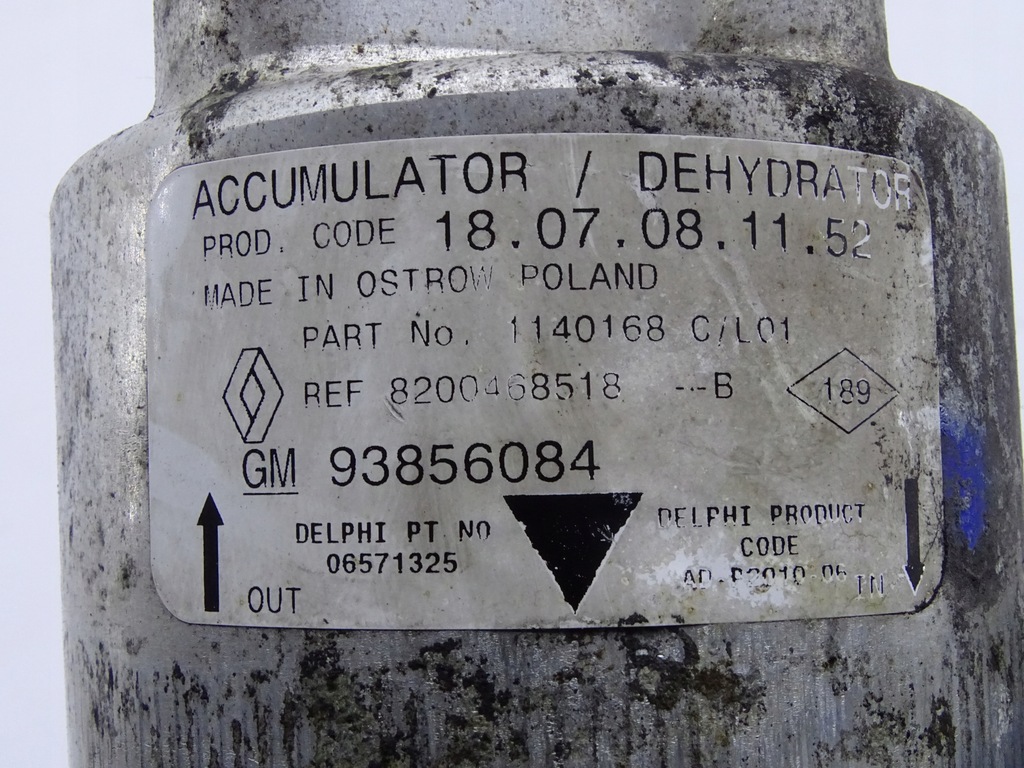 ACCUMULATOR / DEHYDRATOR
PROD. CODE 18.07.08.11.52
MADE IN OSTROW POLAND
PART No. 1140168 C/L01
REF 8200468518 ---B
189
GM 93856084
DELPHI PT NO
06571325
DELPHI PRODUCT
CODE
OUT
IN